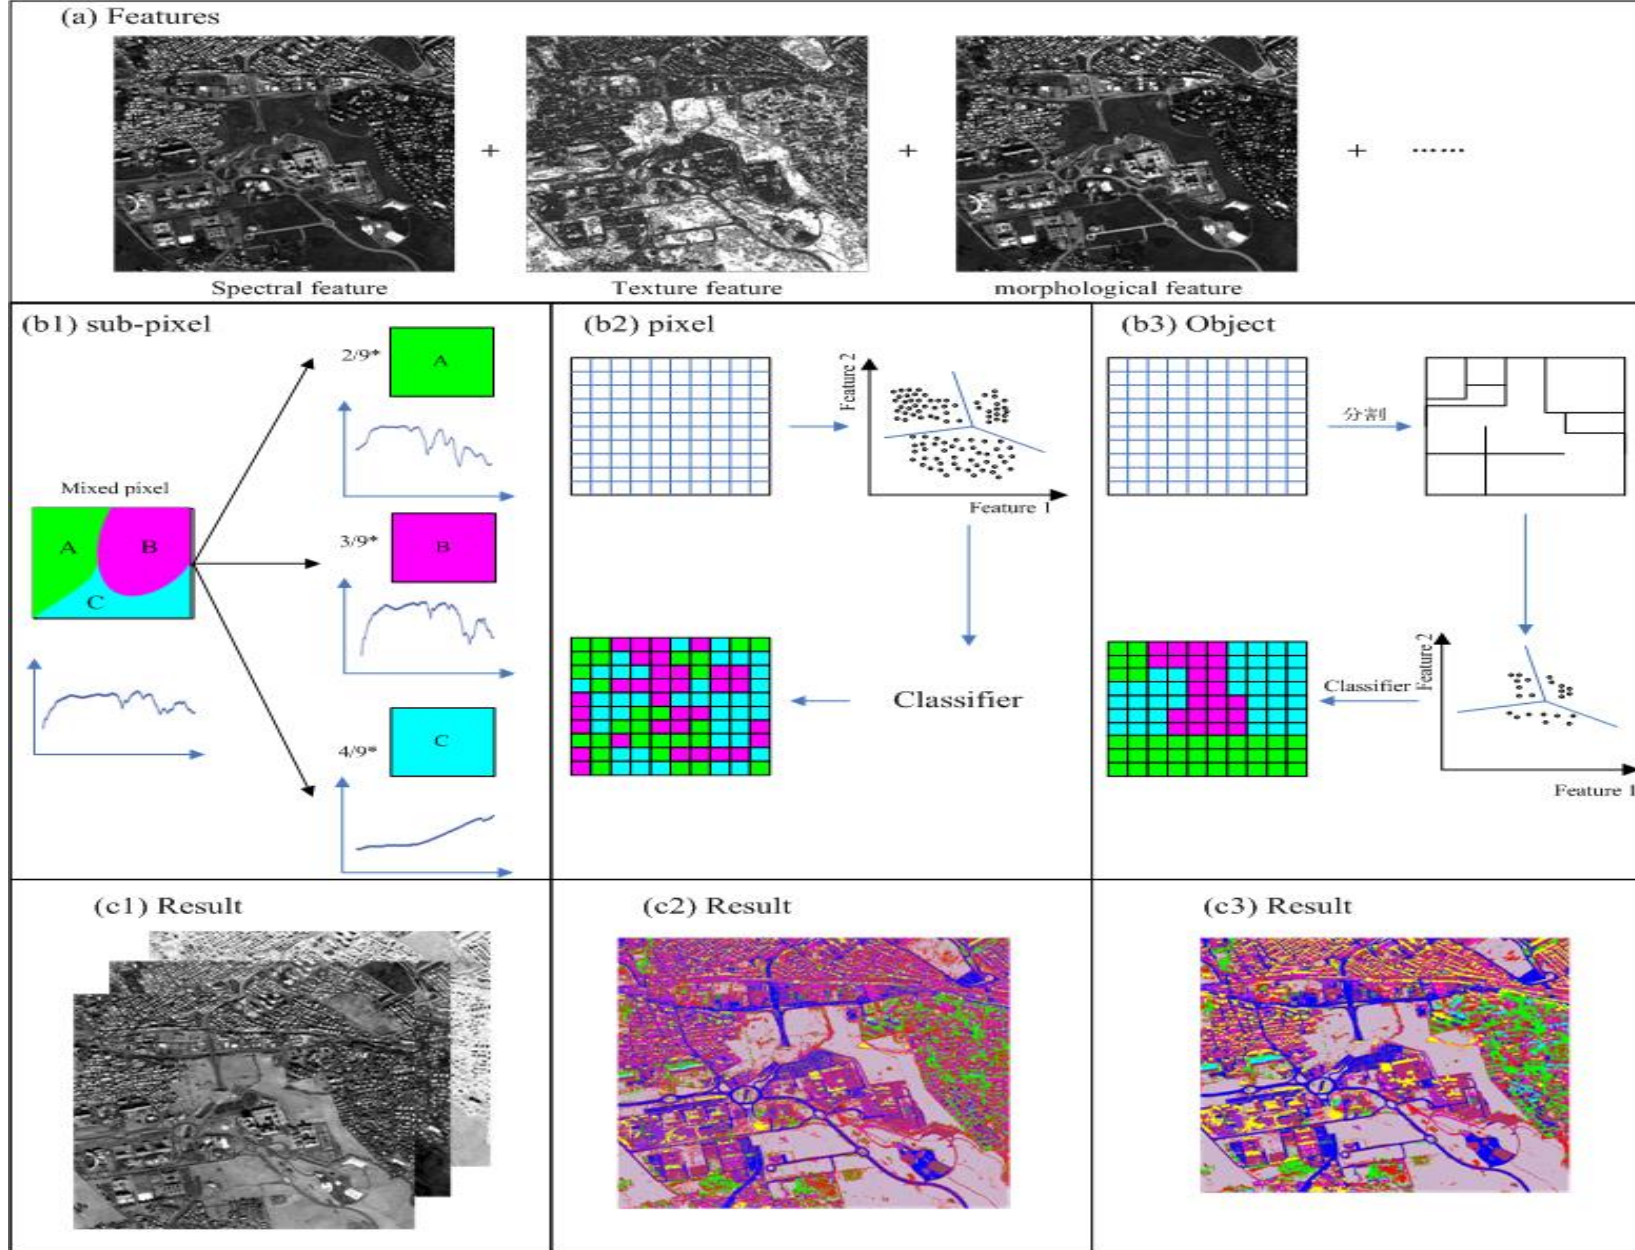 (a) Features
+
+
+
······
Spectral feature
Texture feature
morphological feature
(b1) sub-pixel
2/9*
A
Mixed pixel
A
B
C
3/9*
B
4/9*
C
(b2) pixel
Feature 2
Feature 1
Classifier
(b3) Object
分割
Feature 2
Classifier
Feature 1
(c1) Result
(c2) Result
(c3) Result